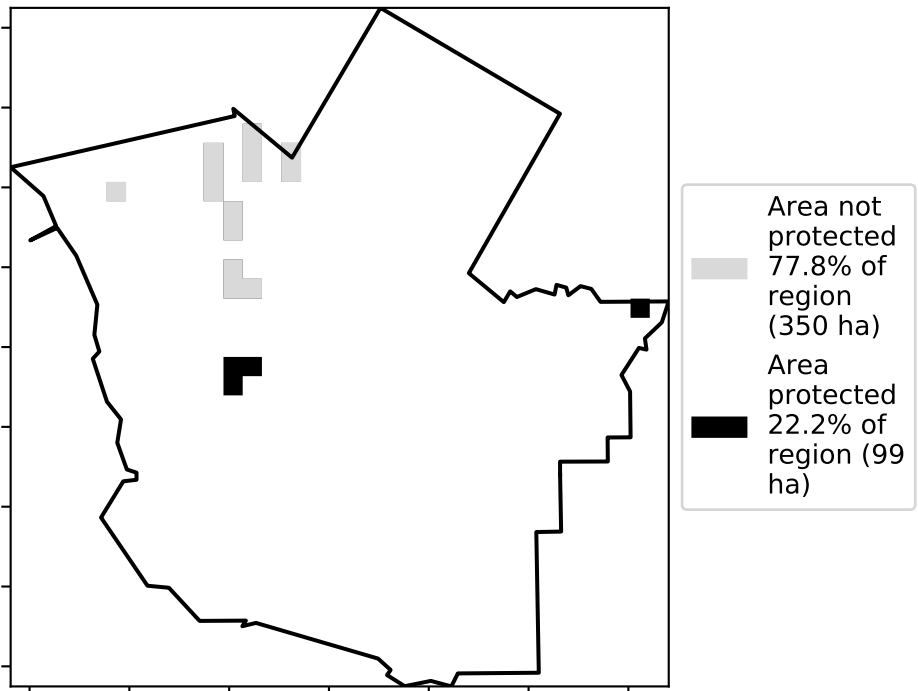 Area not
protected
77.8% of
region
(350 ha)
Area
protected
22.2% of
region (99
ha)